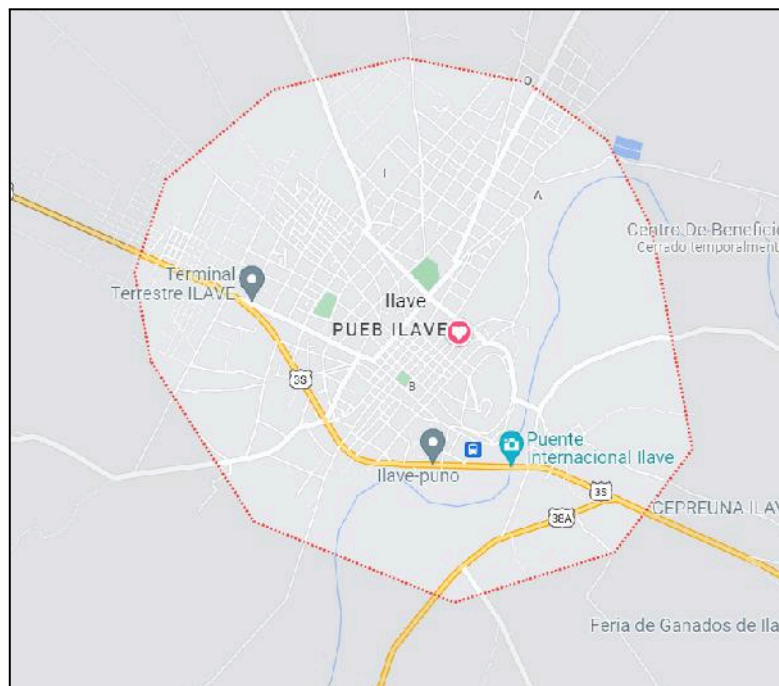 O
I
A
Centro De Beneficio
Cerrado temporalment
Terminal
Terrestre ILAVE
Ilave
PUEB ILAVE
3S
B
Puente
Internacional Ilave
Ilave-puno
3S
CEPREUNA ILAV
38A
Feria de Ganados de Ila